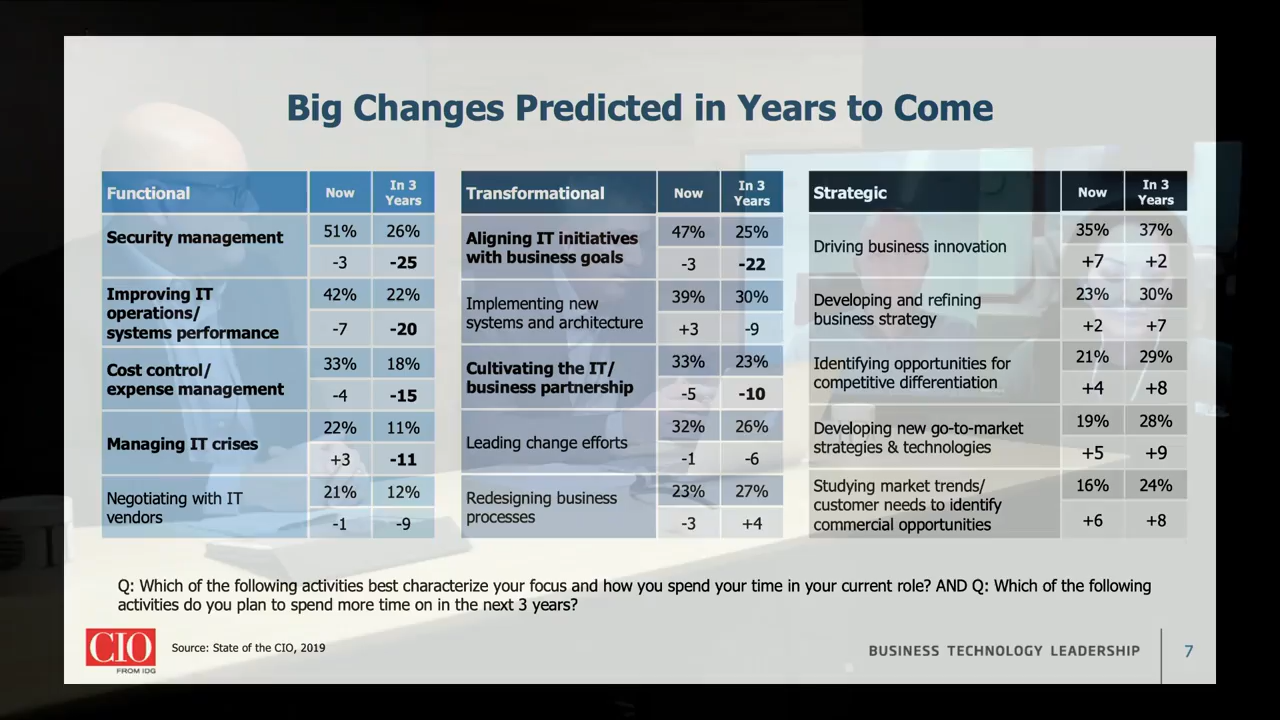 Big Changes Predicted in Years to Come
Functional
Now
In 3
Years
Security management
51%
26%
-3
-25
Improving IT
operations/
systems performance
42%
22%
-7
-20
Cost control/
expense management
33%
18%
-4
-15
Managing IT crises
22%
11%
+3
-11
Negotiating with IT
vendors
21%
12%
-1
-9
Transformational
Now
In 3
Years
Aligning IT initiatives
with business goals
47%
25%
-3
-22
Implementing new
systems and architecture
39%
30%
+3
-9
Cultivating the IT/
business partnership
33%
23%
-5
-10
Leading change efforts
32%
26%
-1
-6
Redesigning business
processes
23%
27%
-3
+4
Strategic
Now
In 3
Years
Driving business innovation
35%
37%
+7
+2
Developing and refining
business strategy
23%
30%
+2
+7
Identifying opportunities for
competitive differentiation
21%
29%
+4
+8
Developing new go-to-market
strategies & technologies
19%
28%
+5
+9
Studying market trends/
customer needs to identify
commercial opportunities
16%
24%
+6
+8
Q: Which of the following activities best characterize your focus and how you spend your time in your current role? AND Q: Which of the following
activities do you plan to spend more time on in the next 3 years?
CIO
FROM IDG
Source: State of the CIO, 2019
BUSINESS TECHNOLOGY LEADERSHIP
7